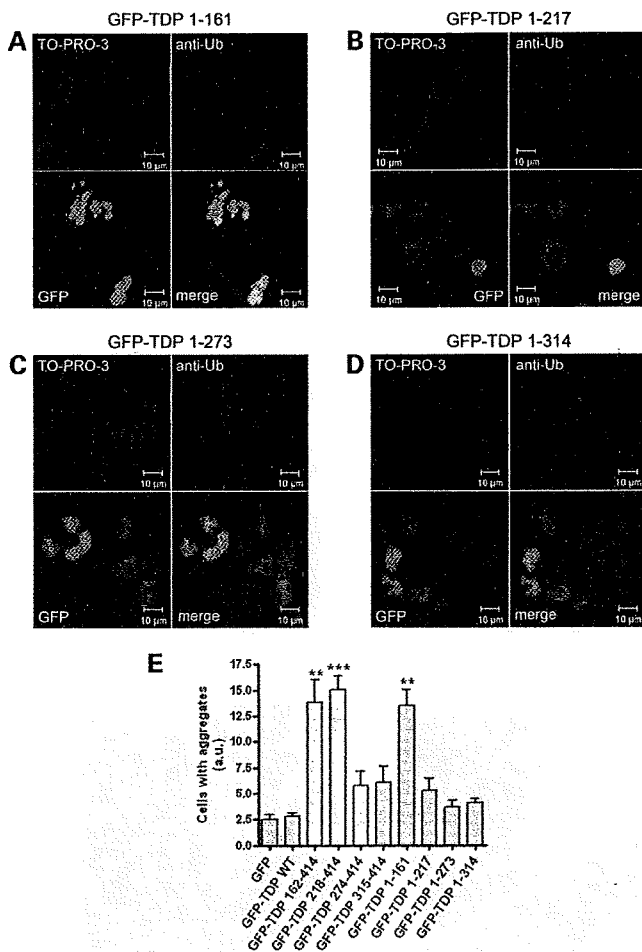 GFP-TDP 1-161
A
TO-PRO-3
anti-Ub
10 µm
10 µm
GFP
10 µm
merge
10 µm
GFP-TDP 1-217
B
TO-PRO-3
anti-Ub
10 µm
10 µm
GFP
10 µm
merge
10 µm
GFP-TDP 1-273
C
TO-PRO-3
anti-Ub
10 µm
10 µm
GFP
10 µm
merge
10 µm
GFP-TDP 1-314
D
TO-PRO-3
anti-Ub
10 µm
10 µm
GFP
10 µm
merge
10 µm
E
Cells with aggregates
(a.u.)
17.5
15.0
12.5
10.0
7.5
5.0
2.5
0.0
**
***
**
GFP
GFP-TDP WT
GFP-TDP 162-414
GFP-TDP 218-414
GFP-TDP 274-414
GFP-TDP 315-414
GFP-TDP 1-161
GFP-TDP 1-217
GFP-TDP 1-273
GFP-TDP 1-314